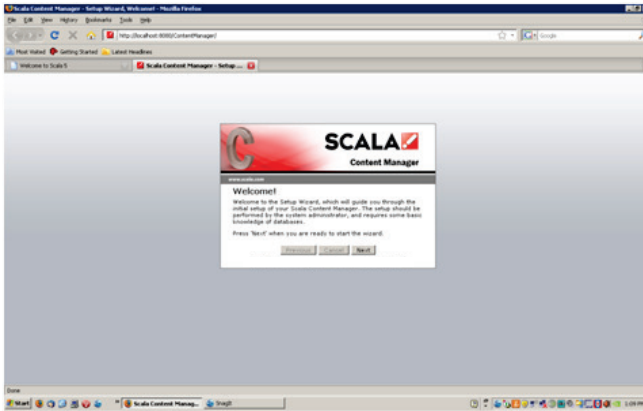 Scala Content Manager - Setup Wizard, Welcome! - Mozilla Firefox
File Edit View History Bookmarks Tools Help
http://localhost:8080/ContentManager/
Google
Most Visited Getting Started Latest Headlines
Welcome to Scala 5
Scala Content Manager - Setup ...
C
SCALA
Content Manager
www.scala.com
Welcome!
Welcome to the Setup Wizard, which will guide you through the
initial setup of your Scala Content Manager. The setup should be
performed by the system administrator, and requires some basic
knowledge of databases.
Press 'Next' when you are ready to start the wizard.
Previous Cancel Next
Done
Start
Scala Content Manag...
SnagIt